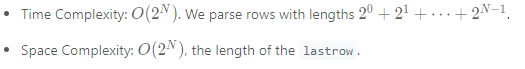 • Time Complexity: O(2^N). We parse rows with lengths 2^0 + 2^1 + ⋯ + 2^{N−1}.
• Space Complexity: O(2^N), the length of the lastrow.